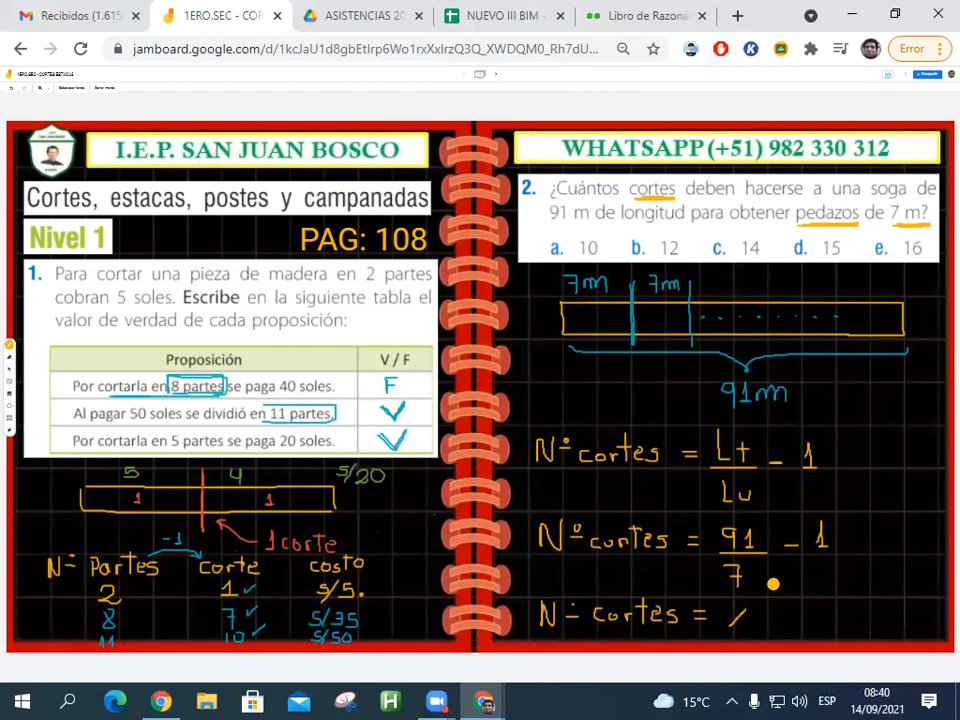 Recibidos (1.615
1ERO.SEC - COR
ASISTENCIAS 20
NUEVO III BIM -
Libro de Razoná
jamboard.google.com/d/1kcJaU1d8gbEtIrp6Wo1rxXxIrzQ3Q_XWDQM0_Rh7dU...
Error
1ERO.SEC - CORTES ESTACAS
I.E.P. SAN JUAN BOSCO
Cortes, estacas, postes y campanadas
Nivel 1
PAG: 108
1. Para cortar una pieza de madera en 2 partes
cobran 5 soles. Escribe en la siguiente tabla el
valor de verdad de cada proposición:
Proposición V / F
Por cortarla en 8 partes se paga 40 soles. F
Al pagar 50 soles se dividió en 11 partes. V
Por cortarla en 5 partes se paga 20 soles. V
5 4 S/20
1 1
1 corte
-1
N= Partes corte costo
2 1 S/5.
8 7 S/35
11 10 S/50
WHATSAPP (+51) 982 330 312
2. ¿Cuántos cortes deben hacerse a una soga de
91 m de longitud para obtener pedazos de 7 m?
a. 10 b. 12 c. 14 d. 15 e. 16
7m 7m
91m
N° cortes = Lt - 1
Lu
N° cortes = 91 - 1
7
N= cortes =
15°C
ESP
08:40
14/09/2021